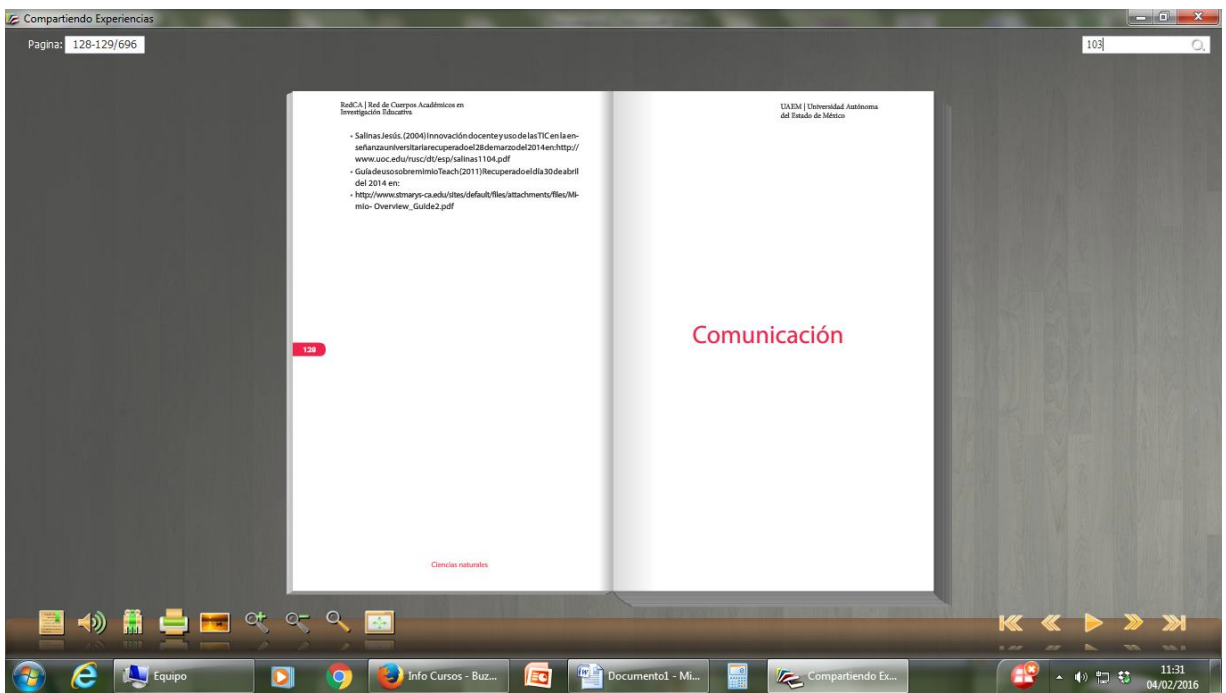 Compartiendo Experiencias
Pagina: 128-129/696
103
RedCA | Red de Cuerpos Académicos en
Investigación Educativa
• Salinas Jesús. (2004) Innovación docente y uso de las TIC en la en-
señanza universitaria recuperado el 28 de marzo del 2014 en: http://
www.uoc.edu/rusc/dt/esp/salinas1104.pdf
• Guía de uso sobre mimioTeach (2011) Recuperado el día 30 de abril
del 2014 en:
• http://www.stmarys-ca.edu/sites/default/files/attachments/files/Mi-
mio- Overview_Guide2.pdf
128
Ciencias naturales
UAEM | Universidad Autónoma
del Estado de México
Comunicación
Equipo
Info Cursos - Buz...
Documento1 - Mi...
Compartiendo Ex...
11:31
04/02/2016